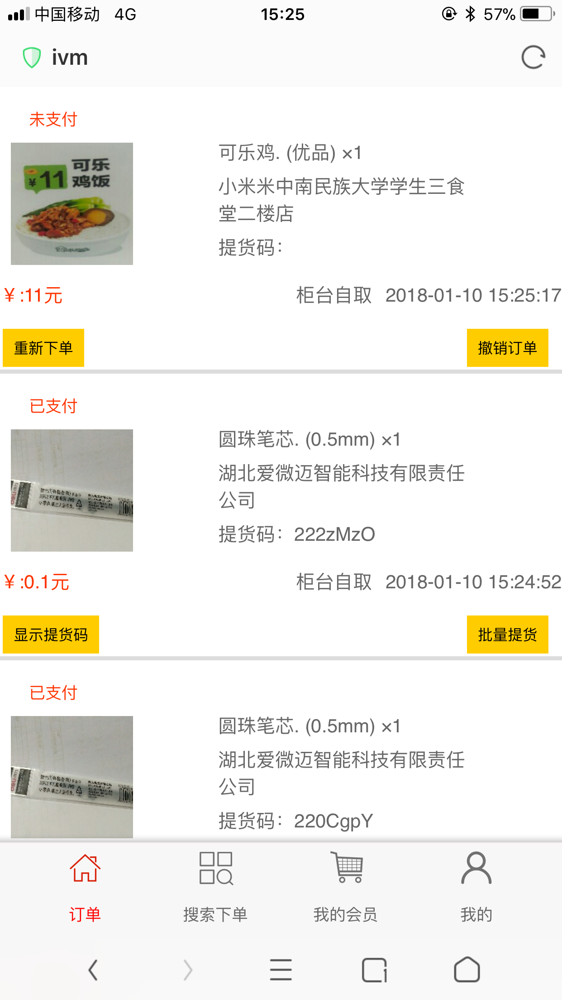 中国移动 4G 15:25 57%
ivm
未支付
¥11 可乐
鸡饭
可乐鸡. (优品) ×1
小米米中南民族大学学生三食
堂二楼店
提货码：
¥ :11元 柜台自取 2018-01-10 15:25:17
重新下单 撤销订单
已支付
deli
圆珠笔芯. (0.5mm) ×1
湖北爱微迈智能科技有限责任
公司
提货码：222zMzO
¥ :0.1元 柜台自取 2018-01-10 15:24:52
显示提货码 批量提货
已支付
deli
圆珠笔芯. (0.5mm) ×1
湖北爱微迈智能科技有限责任
公司
提货码：220CgpY
订单 搜索下单 我的会员 我的
1